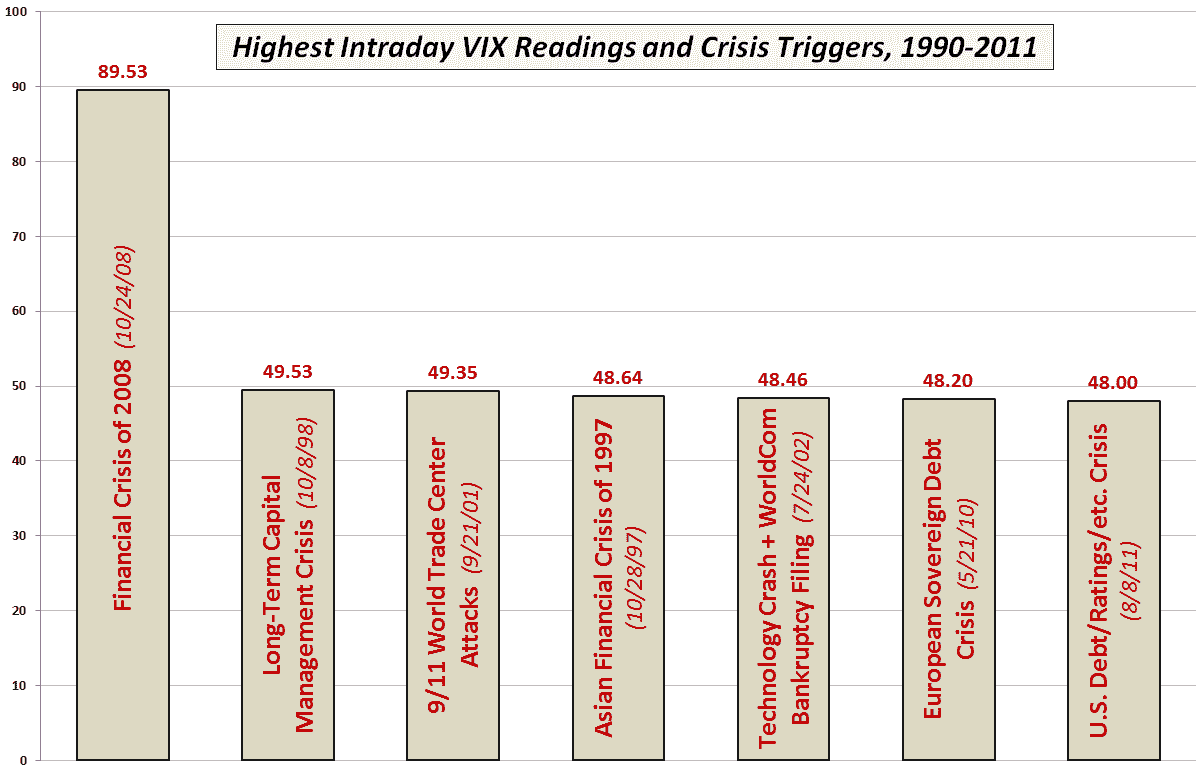 Highest Intraday VIX Readings and Crisis Triggers, 1990-2011
100
90
80
70
60
50
40
30
20
10
0
89.53
Financial Crisis of 2008 (10/24/08)
49.53
Long-Term Capital
Management Crisis (10/8/98)
49.35
9/11 World Trade Center
Attacks (9/21/01)
48.64
Asian Financial Crisis of 1997
(10/28/97)
48.46
Technology Crash + WorldCom
Bankruptcy Filing (7/24/02)
48.20
European Sovereign Debt
Crisis (5/21/10)
48.00
U.S. Debt/Ratings/etc. Crisis
(8/8/11)